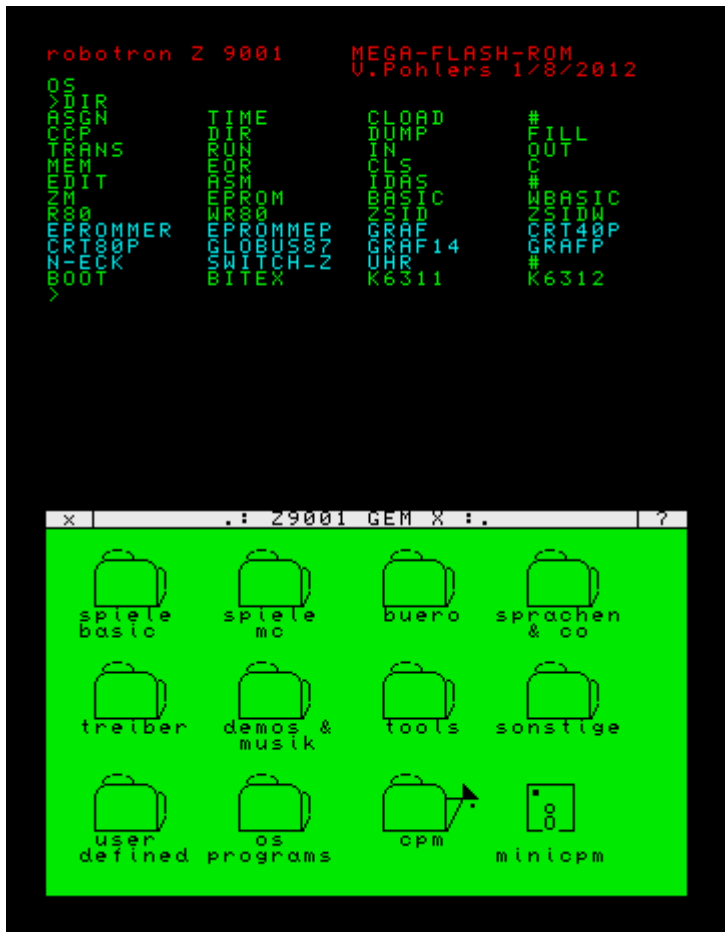 robotron Z 9001 MEGA-FLASH-ROM
V.Pohlers 1/8/2012
OS
>DIR
ASGN TIME CLOAD #
CCP DIR DUMP FILL
TRANS RUN IN OUT
MEM EOR CLS C
EDIT ASM IDAS #
ZM EPROM BASIC WBASIC
R80 WR80 ZSID ZSIDW
EPROMMER EPROMMEP GRAF CRT40P
CRT80P GLOBUS87 GRAF14 GRAFP
N-ECK SWITCH_Z UHR #
BOOT BITEX K6311 K6312
>
x .: Z9001 GEM X :. ?
spiele spiele buero sprachen
basic mc & co
treiber demos & tools sonstige
musik
user os cpm
defined programs minicpm